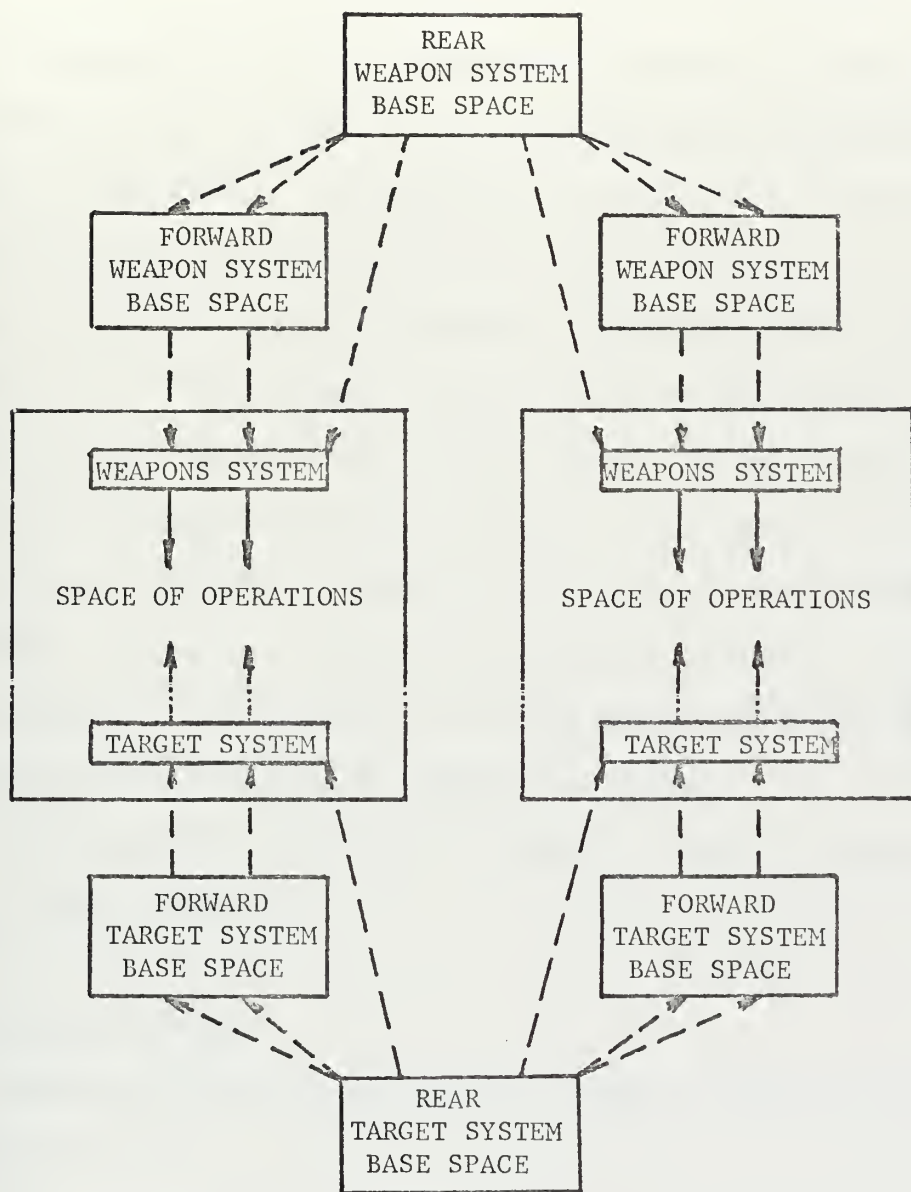 REAR
WEAPON SYSTEM
BASE SPACE
FORWARD
WEAPON SYSTEM
BASE SPACE
FORWARD
WEAPON SYSTEM
BASE SPACE
WEAPONS SYSTEM
WEAPONS SYSTEM
SPACE OF OPERATIONS
SPACE OF OPERATIONS
TARGET SYSTEM
TARGET SYSTEM
FORWARD
TARGET SYSTEM
BASE SPACE
FORWARD
TARGET SYSTEM
BASE SPACE
REAR
TARGET SYSTEM
BASE SPACE